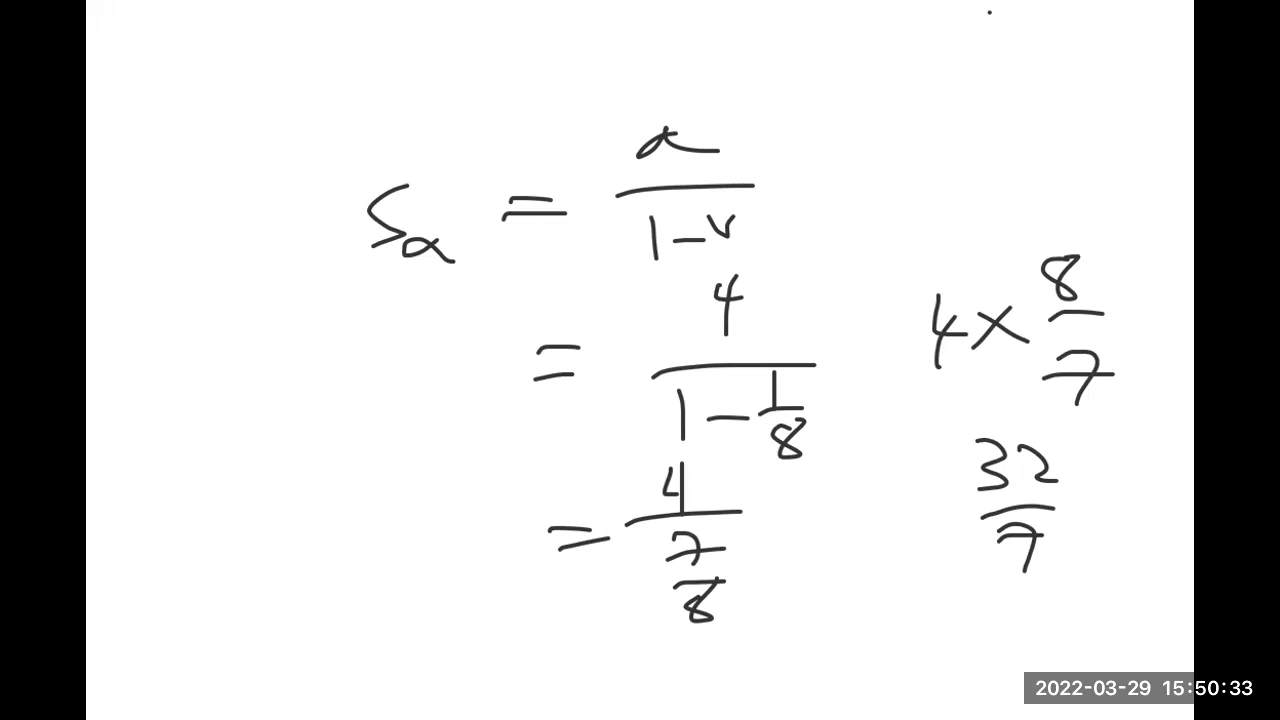 Sα = a/(1-r)
= 4/(1 - 1/8)
4 × 8/7
= 4/(7/8)
32/7
2022-03-29 15:50:33